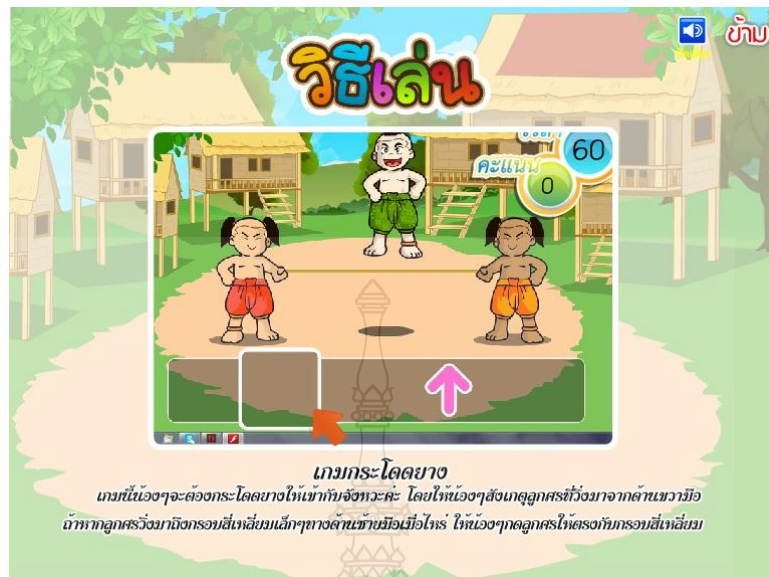 ข้าม
วิธีเล่น
60
คะแนน
0
เกมกระโดดยาง
เกมนี้น้องๆจะต้องกระโดดยางให้เข้ากับจังหวะค่ะ โดยให้น้องๆสังเกตุลูกศรที่วิ่งมาจากด้านขวามือ
ถ้าหากลูกศรวิ่งมาถึงกรอบสี่เหลี่ยมเล็กๆทางด้านซ้ายมือเมื่อไหร่ ให้น้องๆกดลูกศรให้ตรงกับกรอบสี่เหลี่ยม